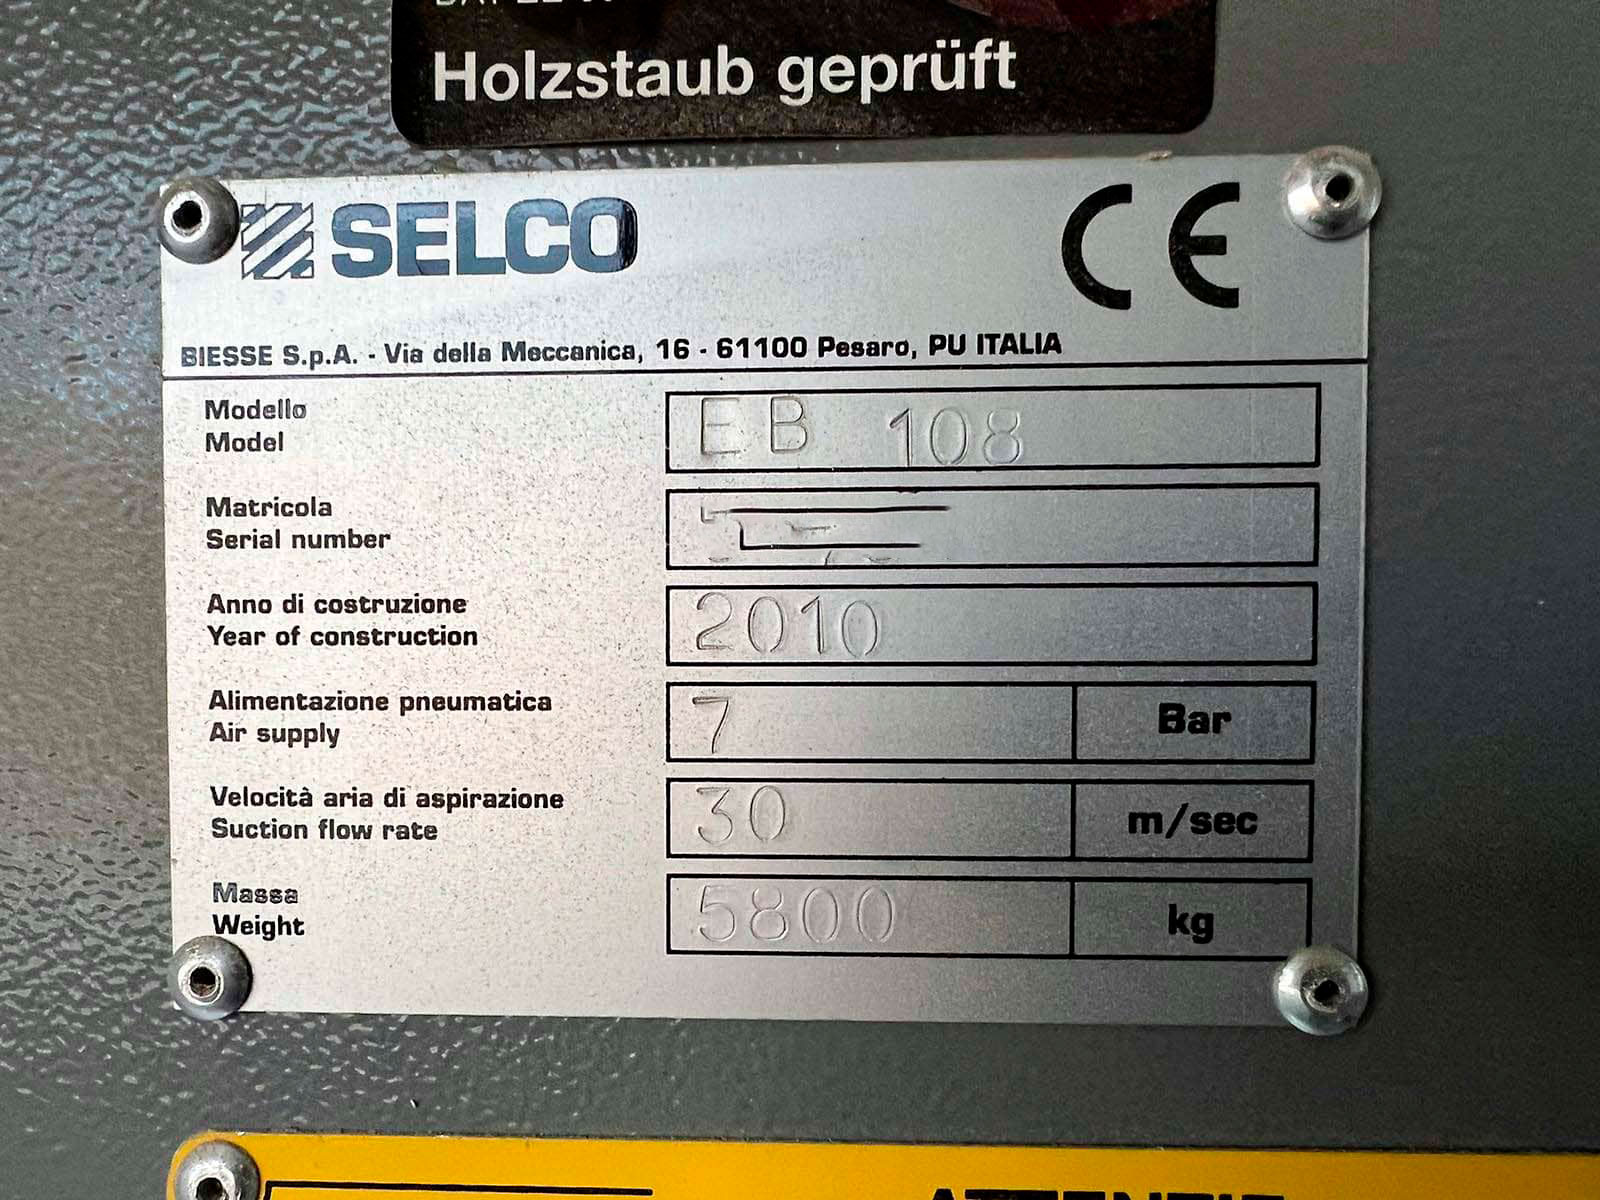 Holzstaub geprüft
SELCO CE
BIESSE S.p.A. - Via della Meccanica, 16 - 61100 Pesaro, PU ITALIA
Modello
Model
EB 108
Matricola
Serial number
Anno di costruzione
Year of construction
2010
Alimentazione pneumatica
Air supply
7 Bar
Velocità aria di aspirazione
Suction flow rate
30 m/sec
Massa
Weight
5800 kg